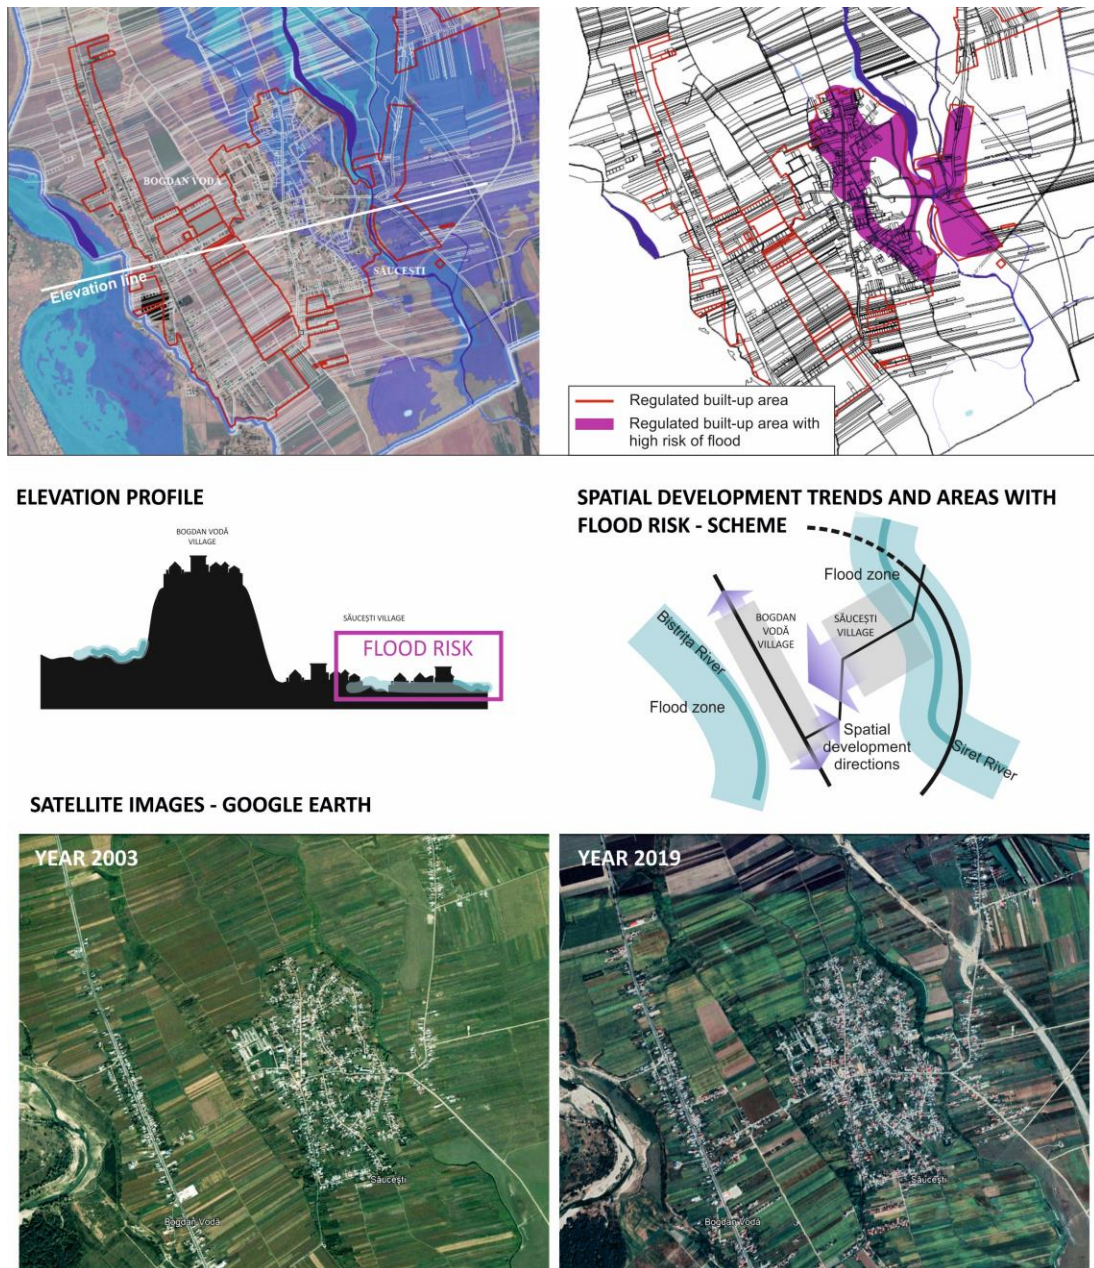 BOGDAN VODA
SĂUCEȘTI
Elevation line
Regulated built-up area
Regulated built-up area with
high risk of flood
ELEVATION PROFILE
BOGDAN VODĂ
VILLAGE
SĂUCEȘTI VILLAGE
FLOOD RISK
SPATIAL DEVELOPMENT TRENDS AND AREAS WITH
FLOOD RISK - SCHEME
Flood zone
BOGDAN
VODĂ
VILLAGE
SĂUCEȘTI
VILLAGE
Bistrița River
Flood zone
Spatial
development
directions
Siret River
SATELLITE IMAGES - GOOGLE EARTH
YEAR 2003
Săucești
Bogdan Vodă
YEAR 2019
Săucești
Bogdan Vodă